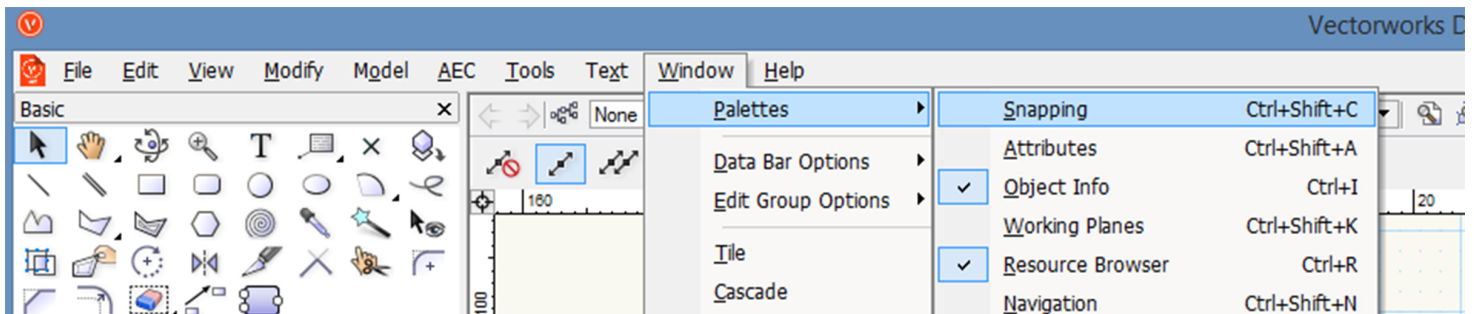 Vectorworks D
File Edit View Modify Model AEC Tools Text Window Help
Basic
None
Palettes
Data Bar Options
Edit Group Options
Tile
Cascade
Snapping Ctrl+Shift+C
Attributes Ctrl+Shift+A
Object Info Ctrl+I
Working Planes Ctrl+Shift+K
Resource Browser Ctrl+R
Navigation Ctrl+Shift+N
T
160
20
100